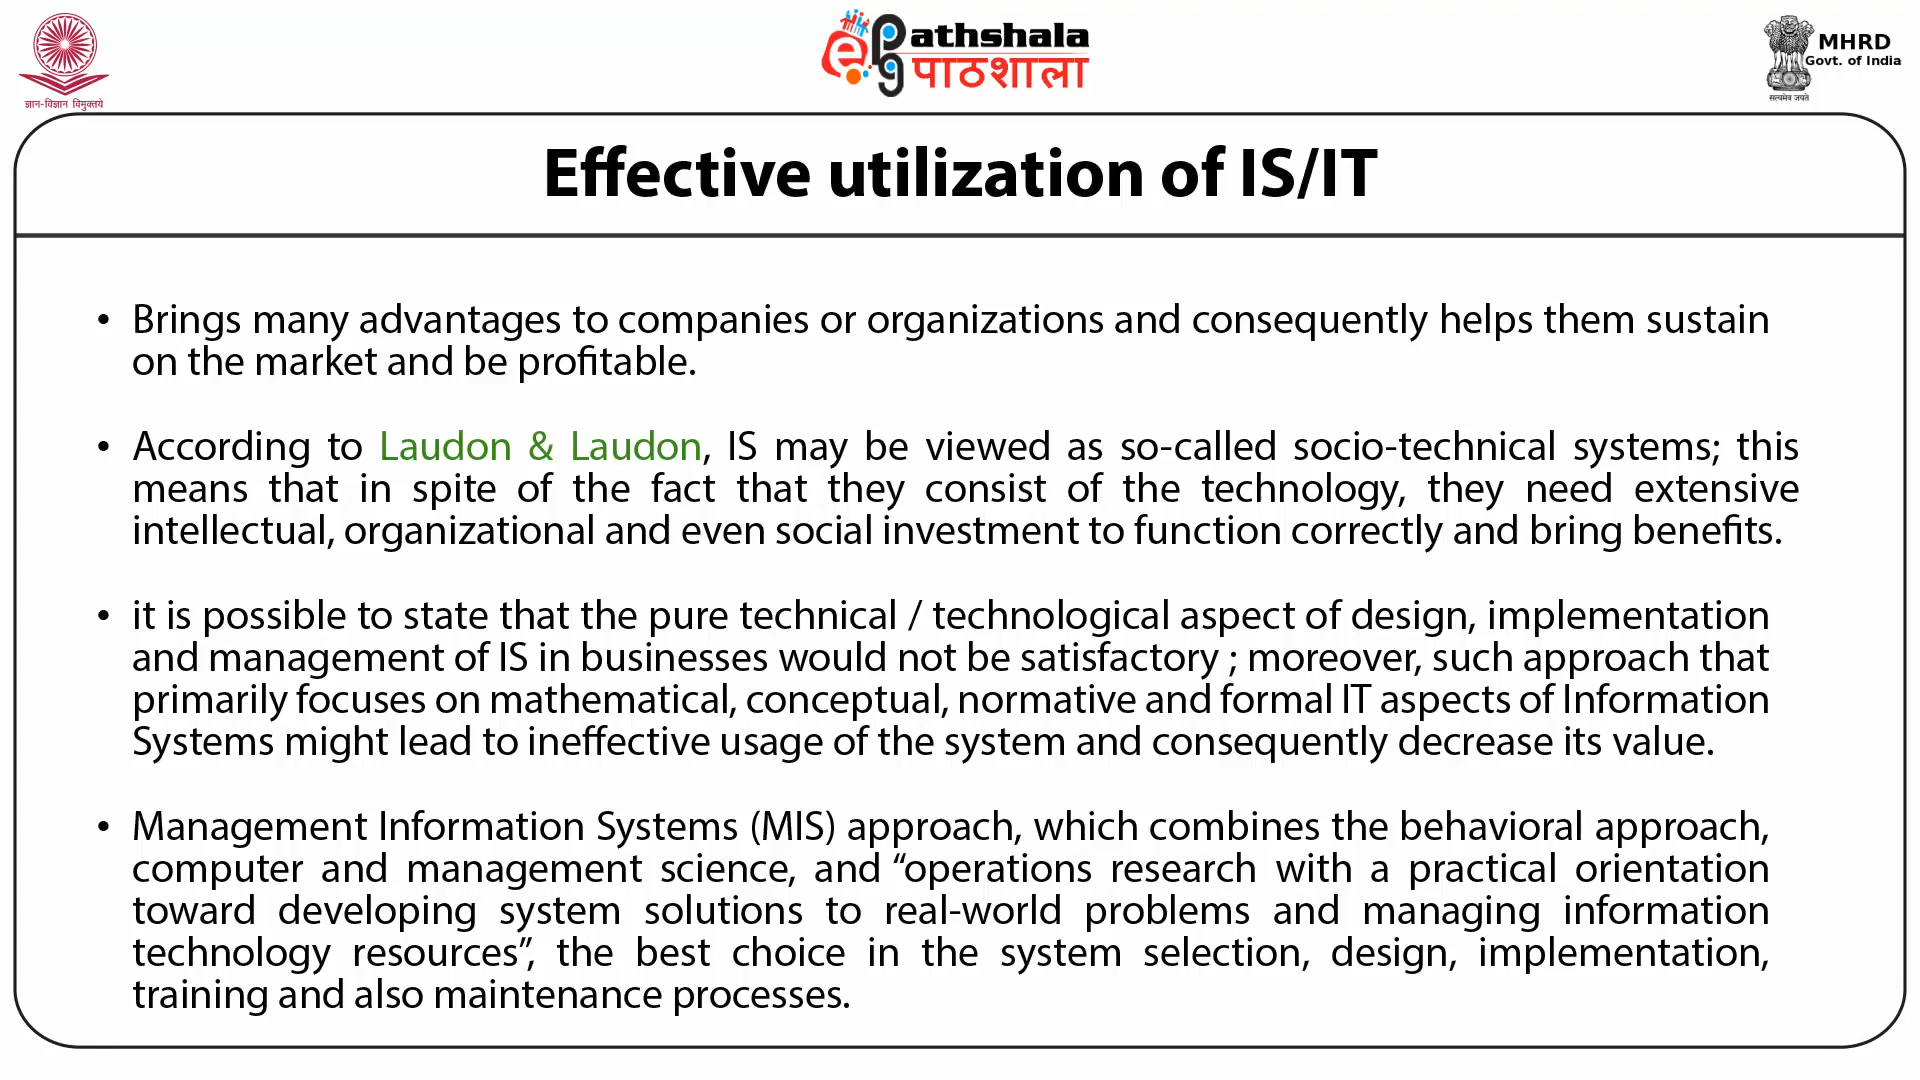 ज्ञान-विज्ञान विमुक्तये
ePathshala
पाठशाला
MHRD
Govt. of India
सत्यमेव जयते
Effective utilization of IS/IT
• Brings many advantages to companies or organizations and consequently helps them sustain
on the market and be profitable.
• According to Laudon & Laudon, IS may be viewed as so-called socio-technical systems; this
means that in spite of the fact that they consist of the technology, they need extensive
intellectual, organizational and even social investment to function correctly and bring benefits.
• it is possible to state that the pure technical / technological aspect of design, implementation
and management of IS in businesses would not be satisfactory ; moreover, such approach that
primarily focuses on mathematical, conceptual, normative and formal IT aspects of Information
Systems might lead to ineffective usage of the system and consequently decrease its value.
• Management Information Systems (MIS) approach, which combines the behavioral approach,
computer and management science, and “operations research with a practical orientation
toward developing system solutions to real-world problems and managing information
technology resources”, the best choice in the system selection, design, implementation,
training and also maintenance processes.